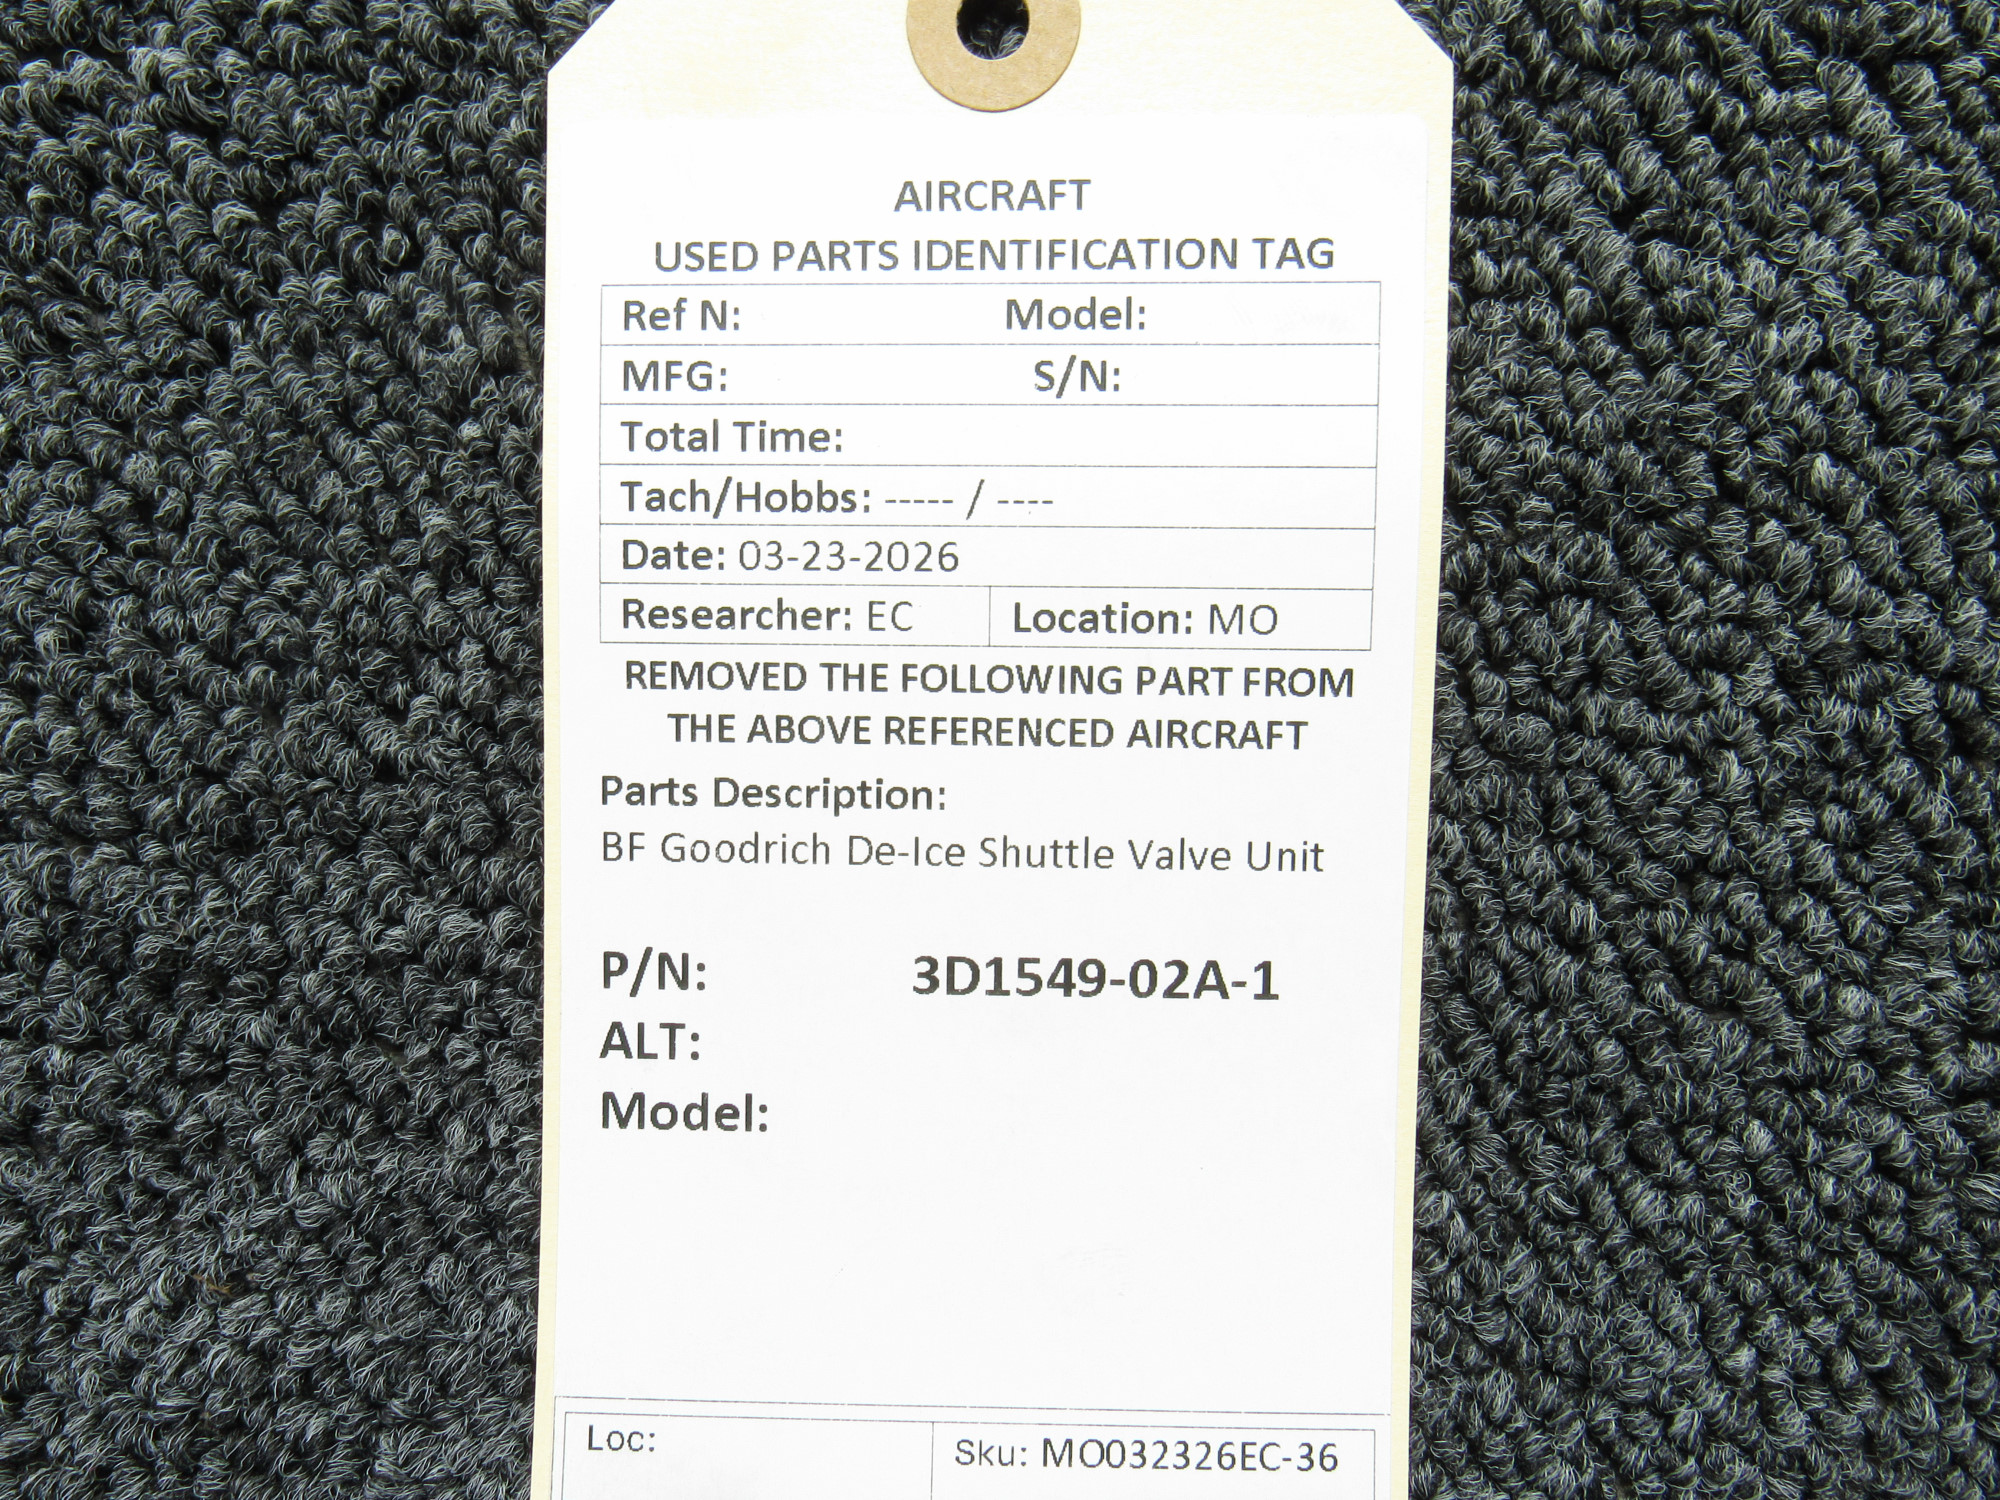 AIRCRAFT
USED PARTS IDENTIFICATION TAG
Ref N: Model:
MFG: S/N:
Total Time:
Tach/Hobbs: ----- / ----
Date: 03-23-2026
Researcher: EC Location: MO
REMOVED THE FOLLOWING PART FROM
THE ABOVE REFERENCED AIRCRAFT
Parts Description:
BF Goodrich De-Ice Shuttle Valve Unit
P/N: 3D1549-02A-1
ALT:
Model:
Loc: Sku: MO032326EC-36